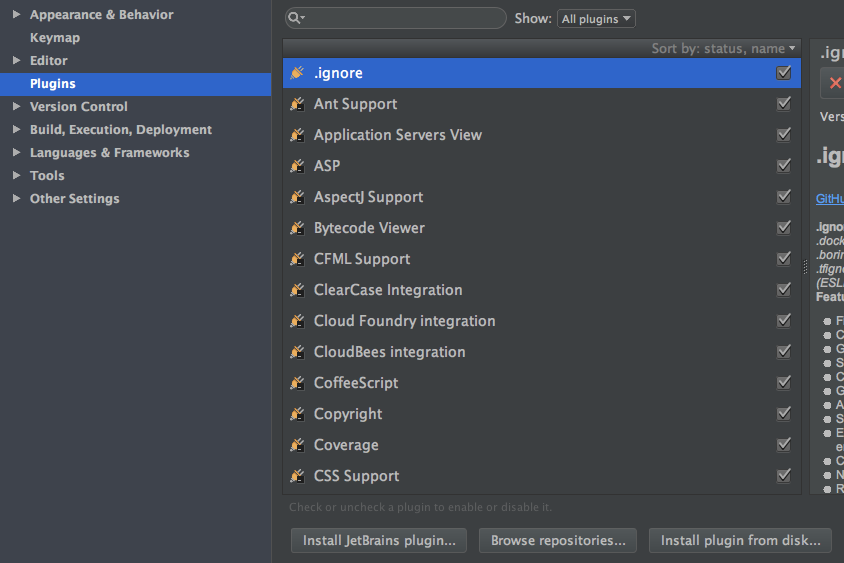 Appearance & Behavior
Keymap
Editor
Plugins
Version Control
Build, Execution, Deployment
Languages & Frameworks
Tools
Other Settings
Show: All plugins
Sort by: status, name
.ignore
Ant Support
Application Servers View
ASP
AspectJ Support
Bytecode Viewer
CFML Support
ClearCase Integration
Cloud Foundry integration
CloudBees integration
CoffeeScript
Copyright
Coverage
CSS Support
Check or uncheck a plugin to enable or disable it.
Install JetBrains plugin...
Browse repositories...
Install plugin from disk...
.ign
Vers
.ig
GitHu
.igno
.dock
.borin
.tfigno
(ESL
Featu
F
C
G
S
C
G
A
S
E
e
C
N
R